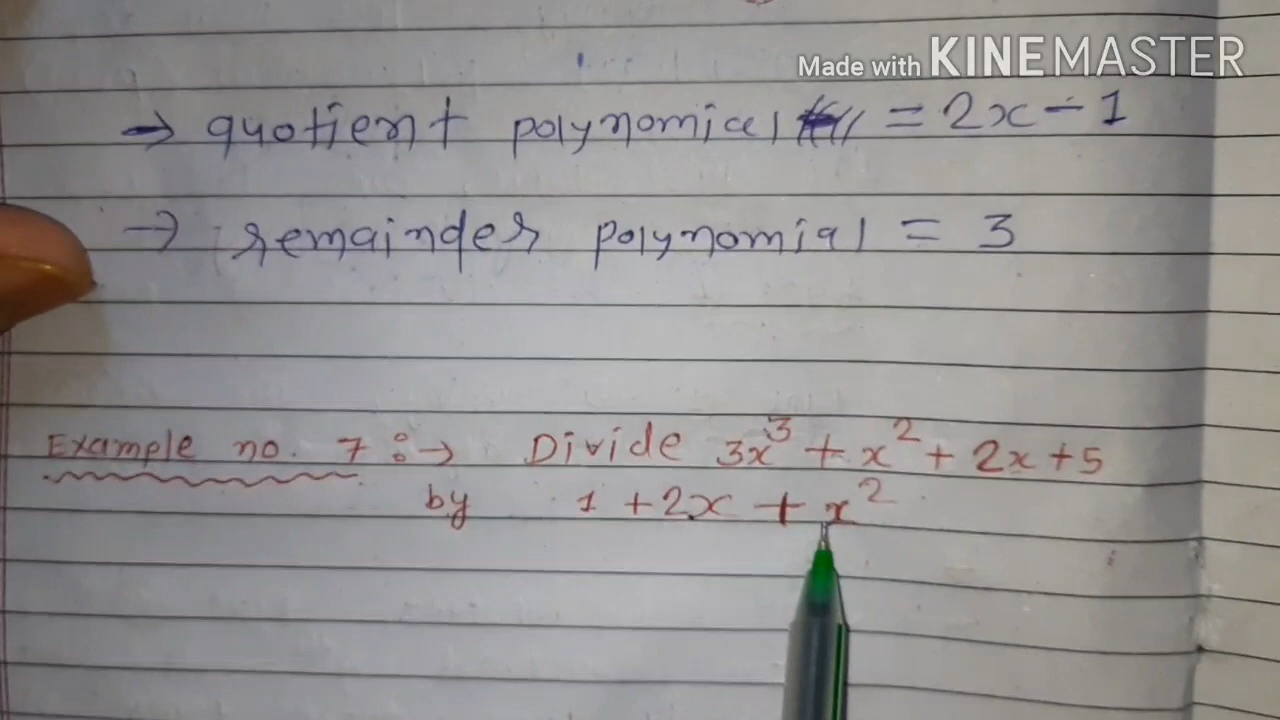 Made with KINEMASTER
→ quotient polynomial = 2x - 1
→ remainder polynomial = 3
Example no. 7 :→ Divide 3x³ + x² + 2x + 5
by 1 + 2x + x²